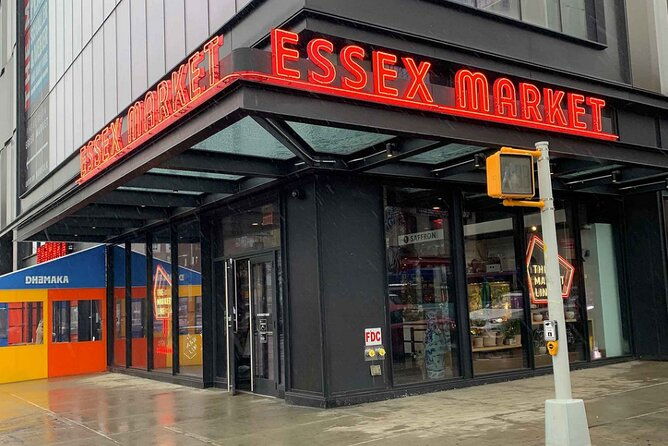 ESSEX MARKET
ESSEX MARKET
DHAMAKA
SAFFRON
THE
MARKET
LINE
FDC